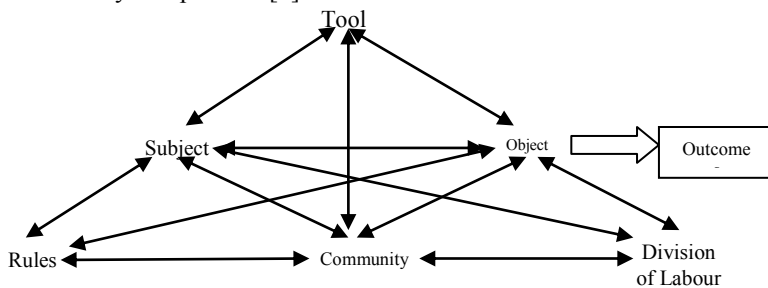 Tool
Subject
Object
Outcome
Rules
Community
Division
of Labour